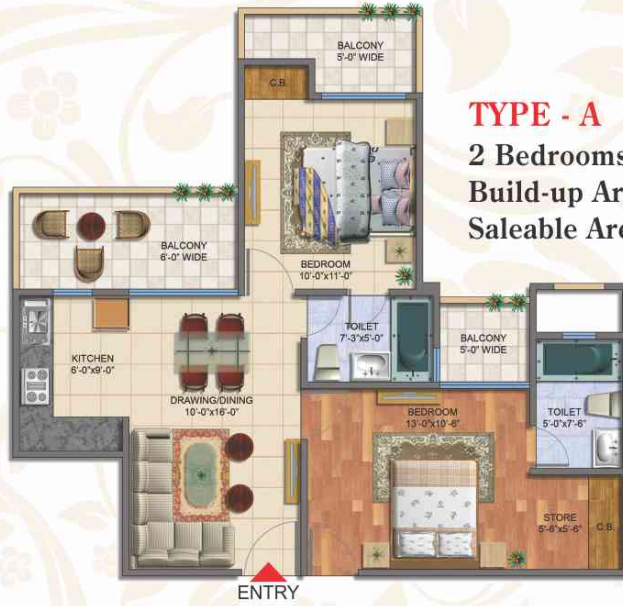 BALCONY
5'-0" WIDE
C.B.
TYPE - A
2 Bedrooms
Build-up
Saleable
BALCONY
6'-0" WIDE
BEDROOM
10'-0"x11'-0"
TOILET
7'-3"x5'-0"
BALCONY
5'-0" WIDE
KITCHEN
6'-0"x9'-0"
DRAWING/DINING
10'-0"x16'-0"
BEDROOM
13'-0"x10'-6"
TOILET
5'-0"x7'-6"
STORE
5'-6"x5'-6"
C.B.
ENTRY